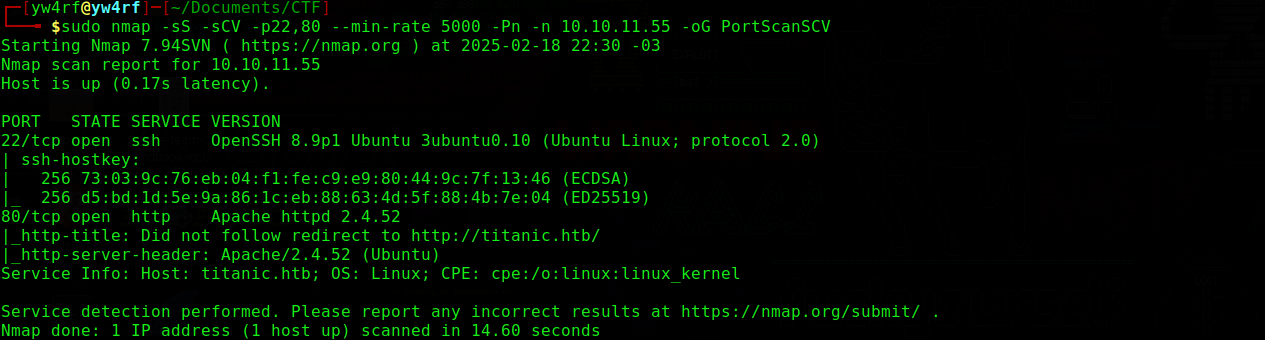 ┌─[yw4rf@yw4rf]─[~/Documents/CTF]
└──╼ $sudo nmap -sS -sCV -p22,80 --min-rate 5000 -Pn -n 10.10.11.55 -oG PortScanSCV
Starting Nmap 7.94SVN ( https://nmap.org ) at 2025-02-18 22:30 -03
Nmap scan report for 10.10.11.55
Host is up (0.17s latency).

PORT   STATE SERVICE VERSION
22/tcp open  ssh     OpenSSH 8.9p1 Ubuntu 3ubuntu0.10 (Ubuntu Linux; protocol 2.0)
| ssh-hostkey:
|   256 73:03:9c:76:eb:04:f1:fe:c9:e9:80:44:9c:7f:13:46 (ECDSA)
|_  256 d5:bd:1d:5e:9a:86:1c:eb:88:63:4d:5f:88:4b:7e:04 (ED25519)
80/tcp open  http    Apache httpd 2.4.52
|_http-title: Did not follow redirect to http://titanic.htb/
|_http-server-header: Apache/2.4.52 (Ubuntu)
Service Info: Host: titanic.htb; OS: Linux; CPE: cpe:/o:linux:linux_kernel

Service detection performed. Please report any incorrect results at https://nmap.org/submit/ .
Nmap done: 1 IP address (1 host up) scanned in 14.60 seconds